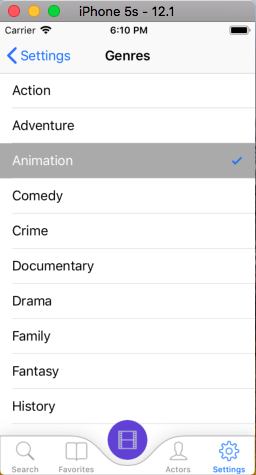 iPhone 5s - 12.1
Carrier 6:10 PM
Settings Genres
Action
Adventure
Animation
Comedy
Crime
Documentary
Drama
Family
Fantasy
History
Search Favorites Actors Settings